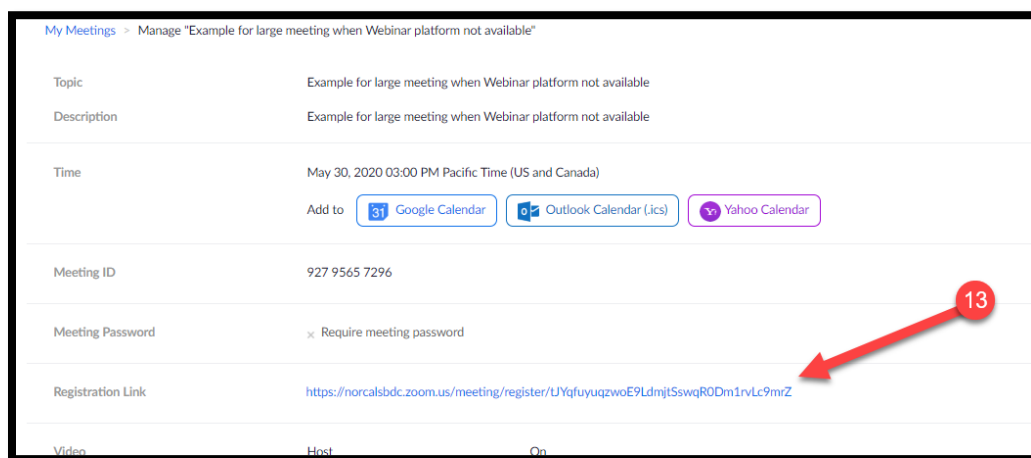 My Meetings > Manage "Example for large meeting when Webinar platform not available"
Topic Example for large meeting when Webinar platform not available
Description Example for large meeting when Webinar platform not available
Time May 30, 2020 03:00 PM Pacific Time (US and Canada)
Add to 31 Google Calendar Outlook Calendar (.ics) Yahoo Calendar
Meeting ID 927 9565 7296
13
Meeting Password × Require meeting password
Registration Link https://norcalsbdc.zoom.us/meeting/register/tJYqfuyuqzwoE9LdmjtSswqR0Dm1rvLc9mrZ
Video Host On